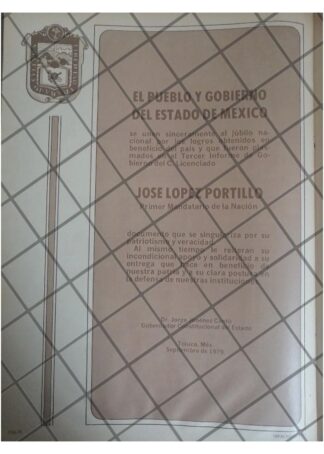 EL PUEBLO Y GOBIERNO
DEL ESTADO DE MEXICO
se unen sinceramente al júbilo na-
cional por los logros obtenidos en
beneficio del país y que fueron plas-
mados en el Tercer Informe de Go-
bierno del C. Licenciado
JOSE LOPEZ PORTILLO
Primer Mandatario de la Nación
documento que se singulariza por su
patriotismo y veracidad.
Al mismo tiempo le reiteran su
incondicional apoyo y solidaridad a su
entrega que hace en beneficio de
nuestra patria y a su clara postura en
la defensa de nuestras instituciones.
Dr. Jorge Jiménez Cantú
Gobernador Constitucional del Estado
Toluca, Méx.
Septiembre de 1979.